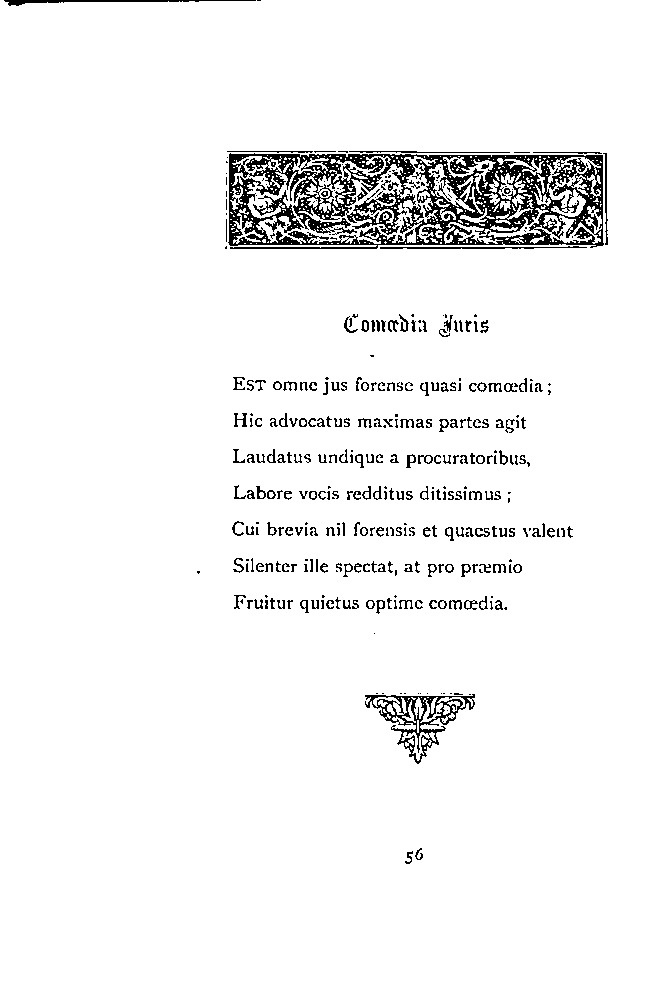 Comœdia Juris
EST omne jus forense quasi comœdia;
Hic advocatus maximas partes agit
Laudatus undique a procuratoribus,
Labore vocis redditus ditissimus;
Cui brevia nil forensis et quaestus valent
Silenter ille spectat, at pro præmio
Fruitur quietus optime comœdia.
56